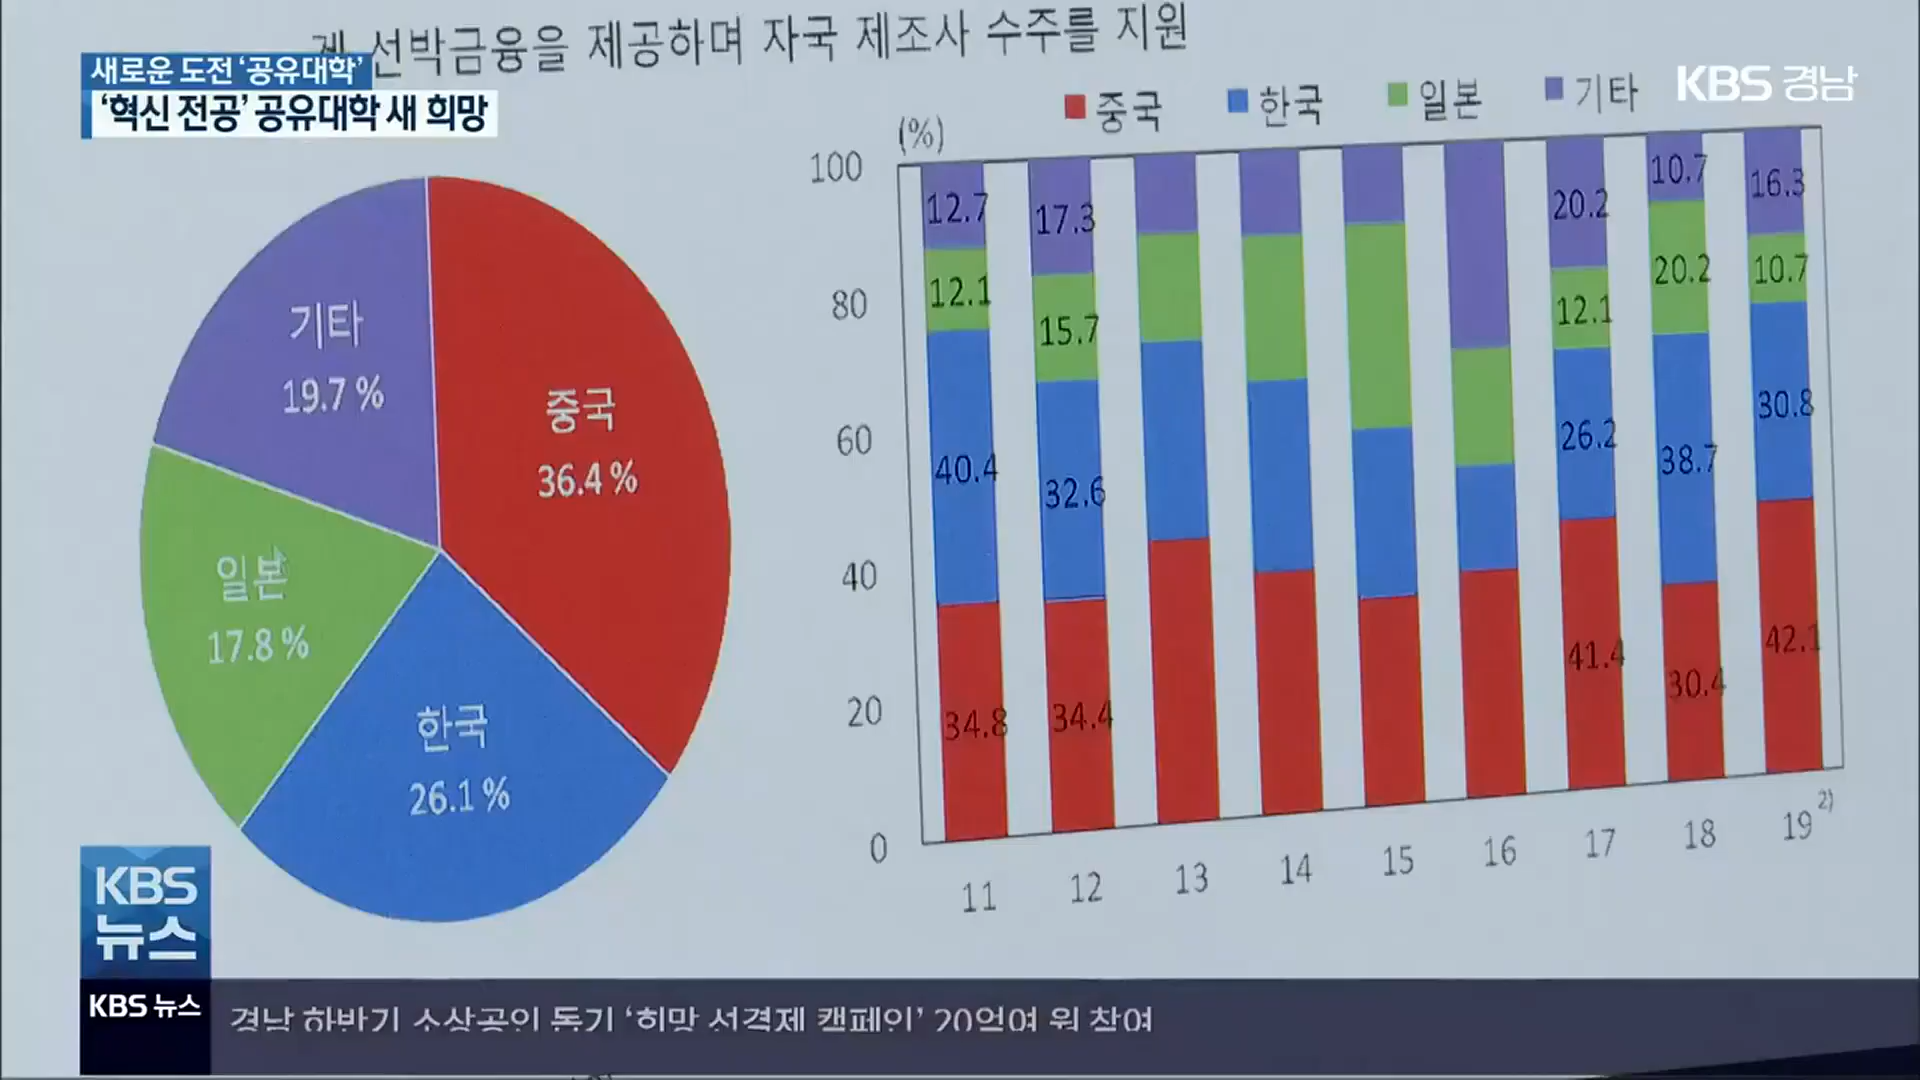 게 선박금융을 제공하며 자국 제조사 수주를 지원
새로운 도전 ‘공유대학’
‘혁신 전공’ 공유대학 새 희망
KBS 경남
중국 한국 일본 기타
(%)
100
80
60
40
20
0
12.7 17.3 20.2 10.7 16.3
12.1 15.7 12.1 20.2 10.7
40.4 32.6 26.2 38.7 30.8
34.8 34.4 41.4 30.4 42.1
11 12 13 14 15 16 17 18 19 2)
기타
19.7 %
중국
36.4 %
일본
17.8 %
한국
26.1 %
KBS
뉴스
KBS 뉴스
경남 하반기 소상공인 돕기 ‘희망 선결제 캠페인’ 20억여 원 참여